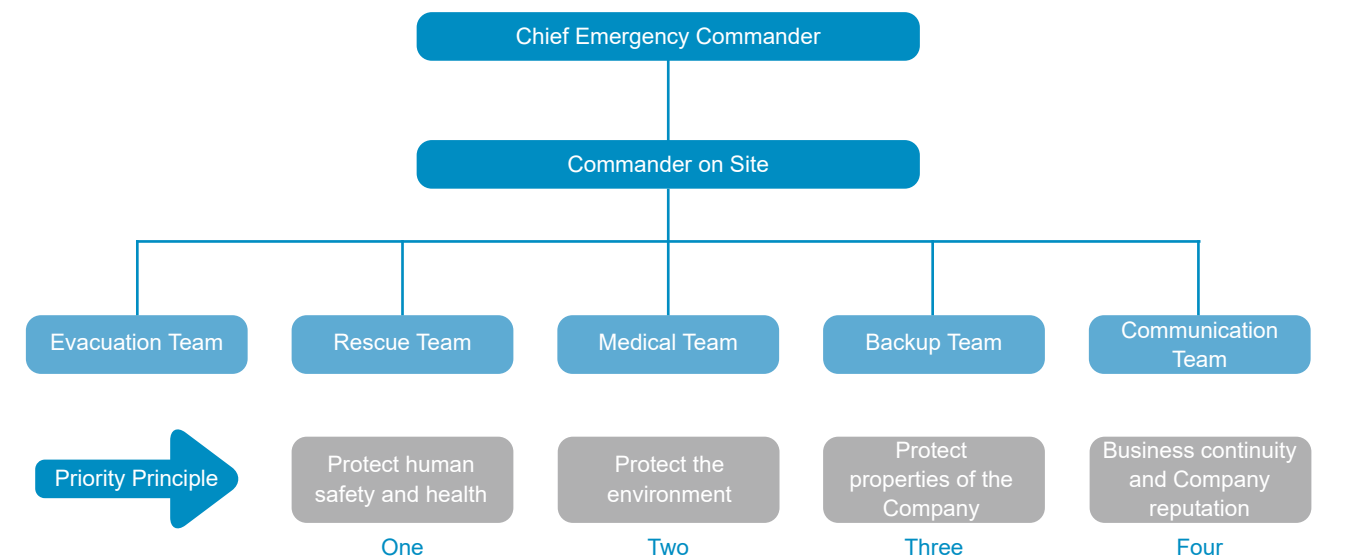 Chief Emergency Commander
Commander on Site
Evacuation Team
Rescue Team
Medical Team
Backup Team
Communication
Team
Priority Principle
Protect human
safety and health
Protect the
environment
Protect
properties of the
Company
Business continuity
and Company
reputation
One
Two
Three
Four